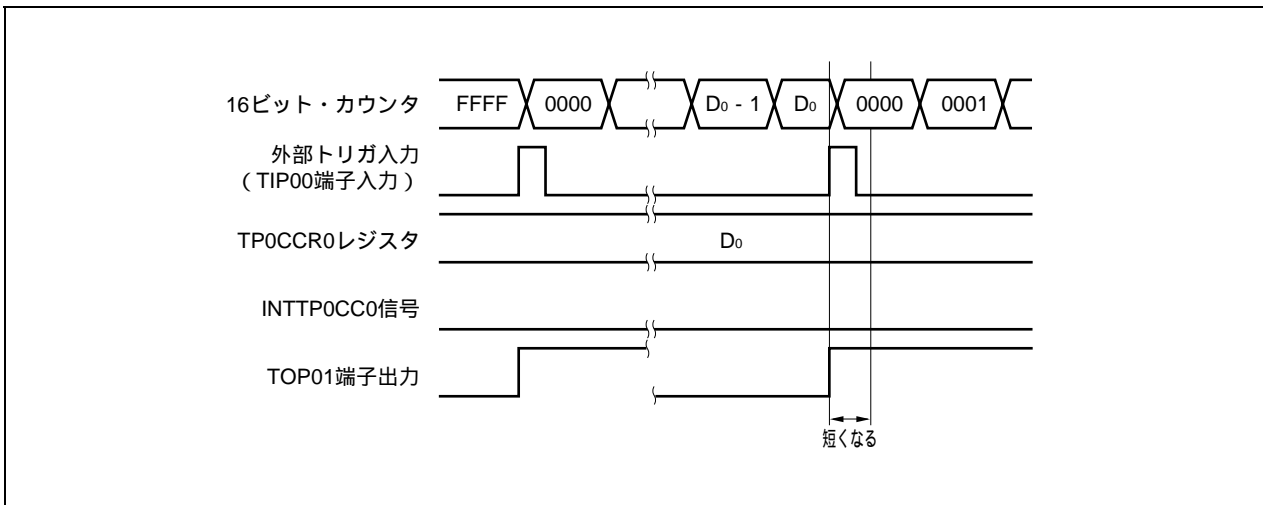 16ビット・カウンタ FFFF 0000 D0 - 1 D0 0000 0001
外部トリガ入力
（TIP00端子入力）
TP0CCR0レジスタ D0
INTTP0CC0信号
TOP01端子出力
短くなる